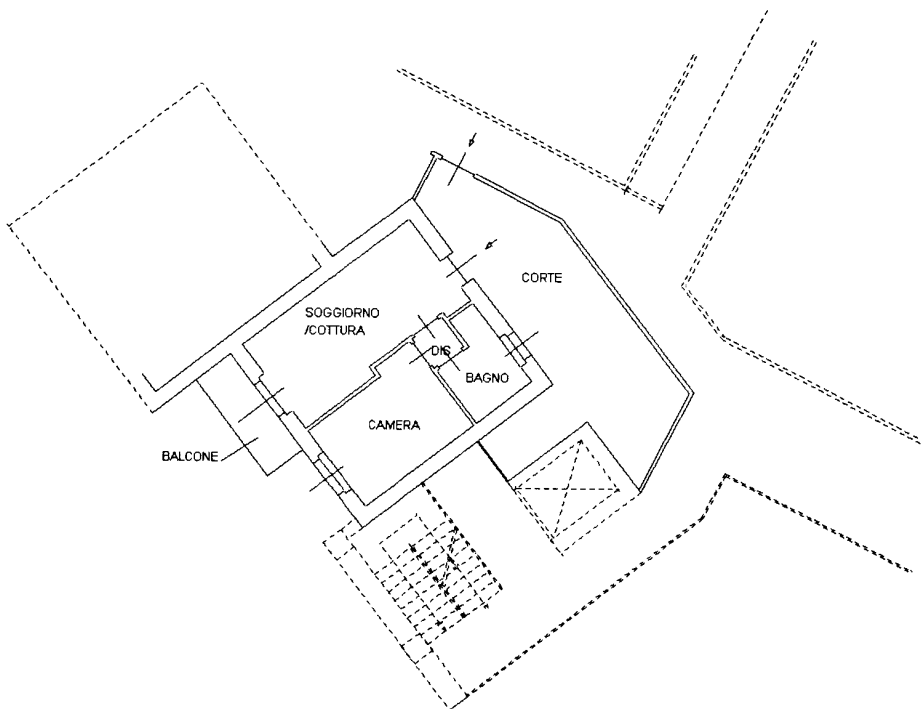 CORTE
SOGGIORNO
/COTTURA
DIS
BAGNO
CAMERA
BALCONE